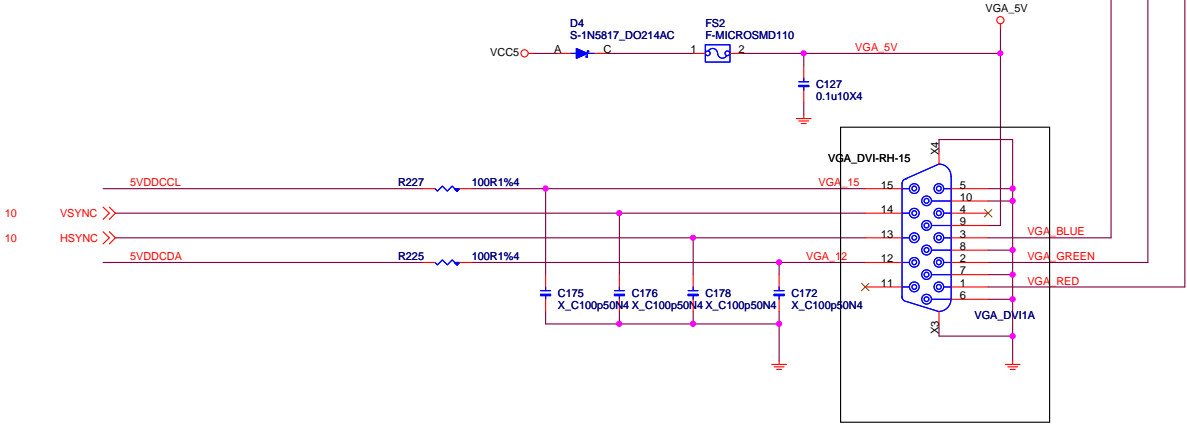 VGA_5V
D4
S-1N5817_DO214AC
FS2
F-MICROSMD110
VCC5
A
C
1
2
VGA_5V
C127
0.1u10X4
VGA_DVI-RH-15
X4
5VDDCCL
R227
100R1%4
VGA_15
15
5
10
10
VSYNC
14
4
9
10
HSYNC
13
3
VGA_BLUE
8
5VDDCDA
R225
100R1%4
VGA_12
12
2
VGA_GREEN
7
11
1
VGA_RED
6
C175
X_C100p50N4
C176
X_C100p50N4
C178
X_C100p50N4
C172
X_C100p50N4
X3
VGA_DVI1A